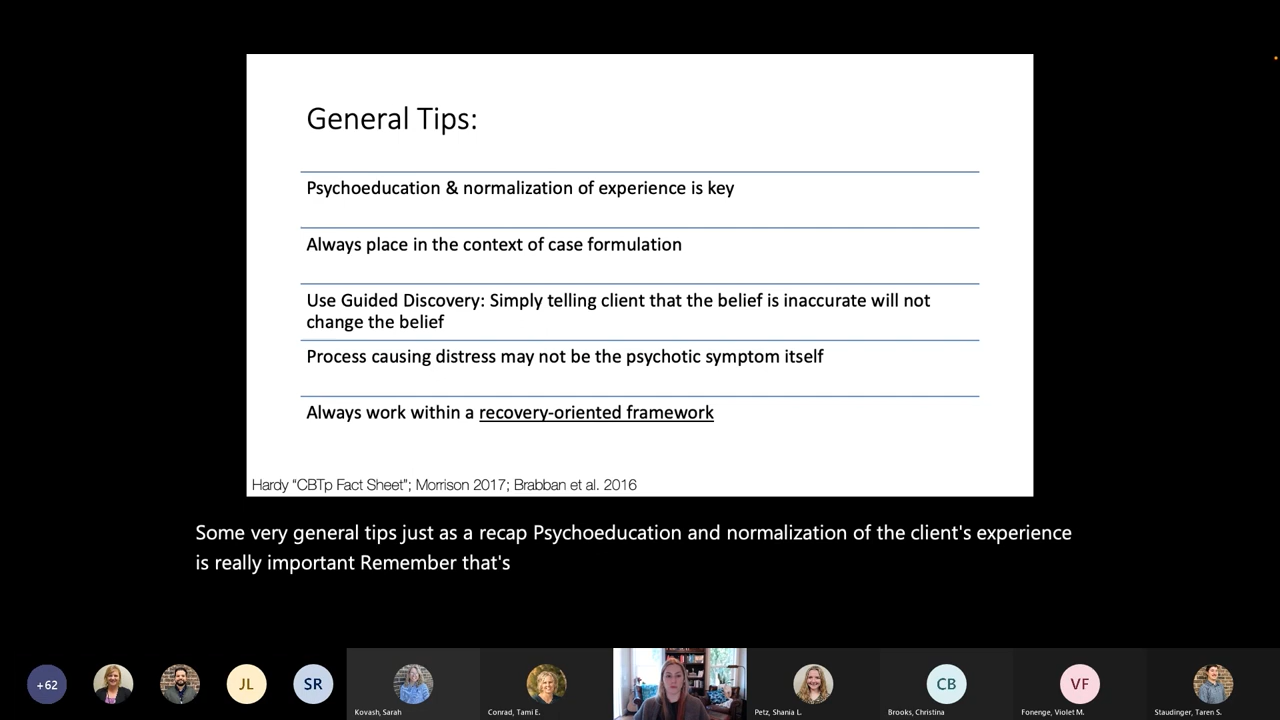 General Tips:
Psychoeducation & normalization of experience is key
Always place in the context of case formulation
Use Guided Discovery: Simply telling client that the belief is inaccurate will not
change the belief
Process causing distress may not be the psychotic symptom itself
Always work within a recovery-oriented framework
Hardy "CBTp Fact Sheet"; Morrison 2017; Brabban et al. 2016
Some very general tips just as a recap Psychoeducation and normalization of the client's experience
is really important Remember that's
+62
JL
SR
CB
VF
Kovash, Sarah
Conrad, Tami E.
Petz, Shania L.
Brooks, Christina
Fonenge, Violet M.
Staudinger, Taren S.